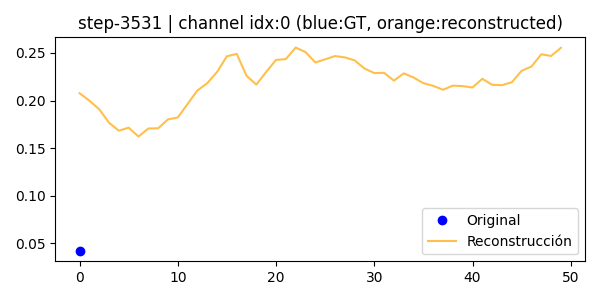 step-3531 | channel idx:0 (blue:GT, orange:reconstructed)
0.25
0.20
0.15
0.10
0.05
Original
Reconstrucción
0 10 20 30 40 50